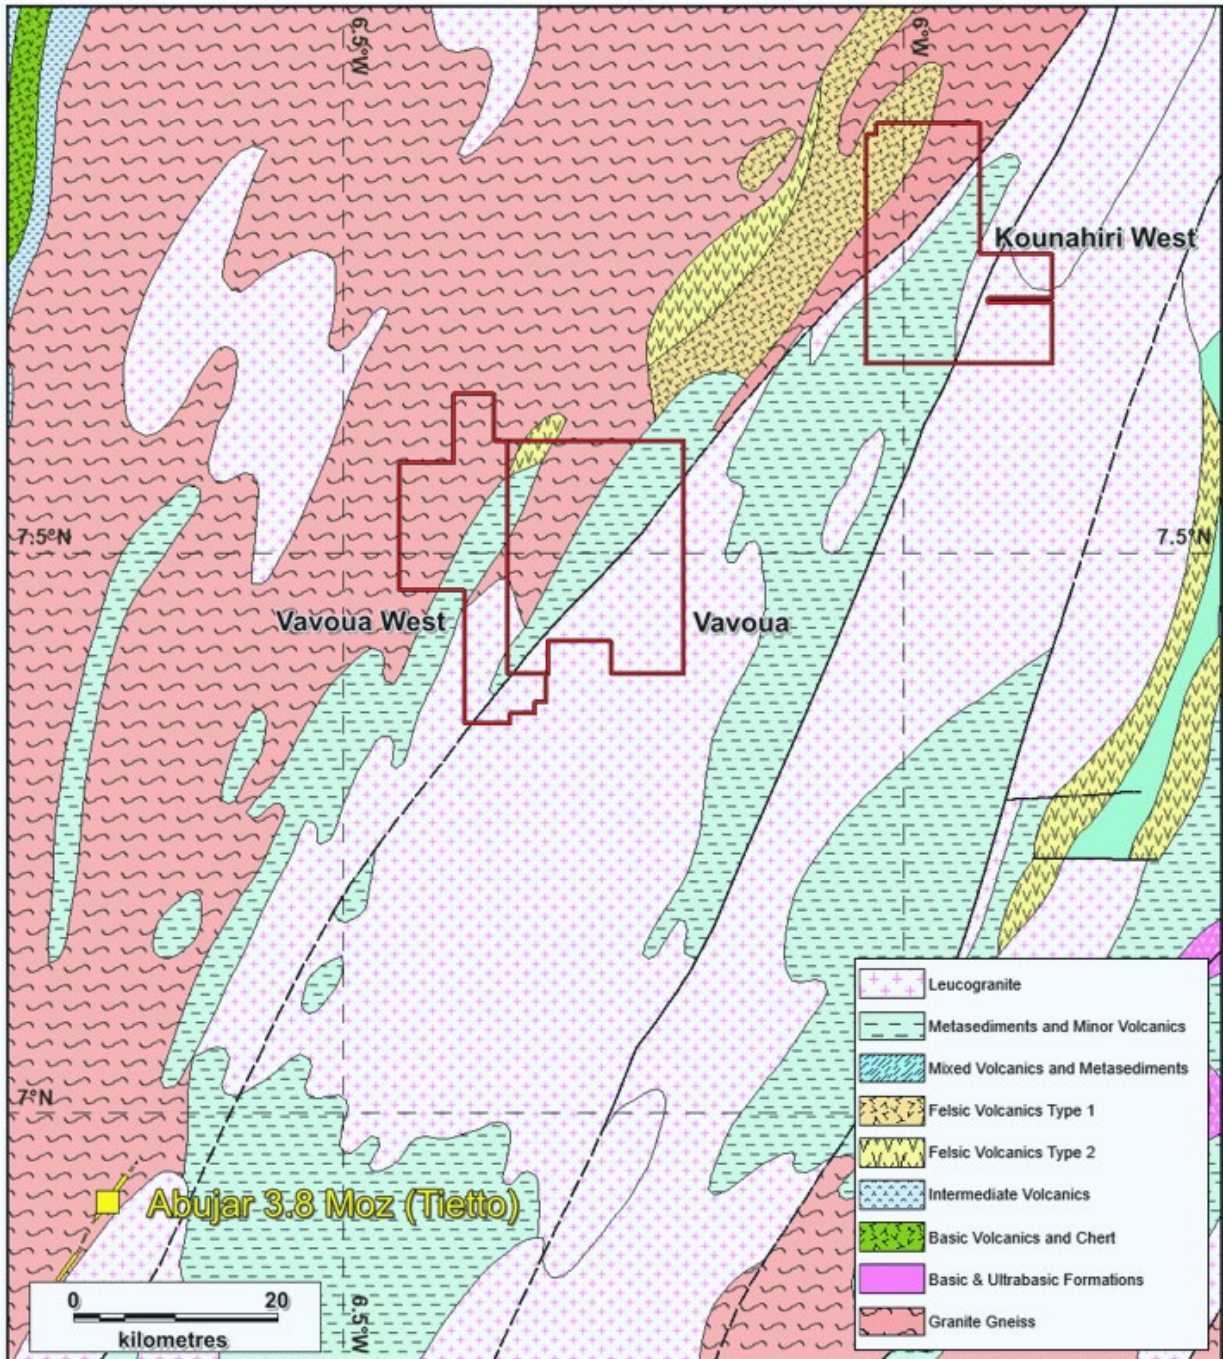 6.5°W
6°W
Kounahiri West
7.5°N
7.5°N
Vavoua West
Vavoua
7°N
Abujar 3.8 Moz (Tietto)
0 20
kilometres
6.5°W
Leucogranite
Metasediments and Minor Volcanics
Mixed Volcanics and Metasediments
Felsic Volcanics Type 1
Felsic Volcanics Type 2
Intermediate Volcanics
Basic Volcanics and Chert
Basic & Ultrabasic Formations
Granite Gneiss